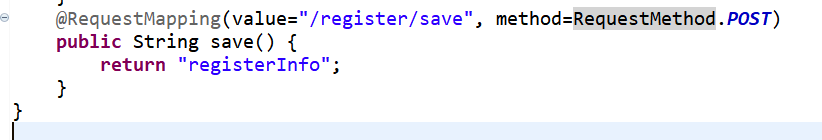 }
@RequestMapping(value="/register/save", method=RequestMethod.POST)
public String save() {
return "registerInfo";
}
}